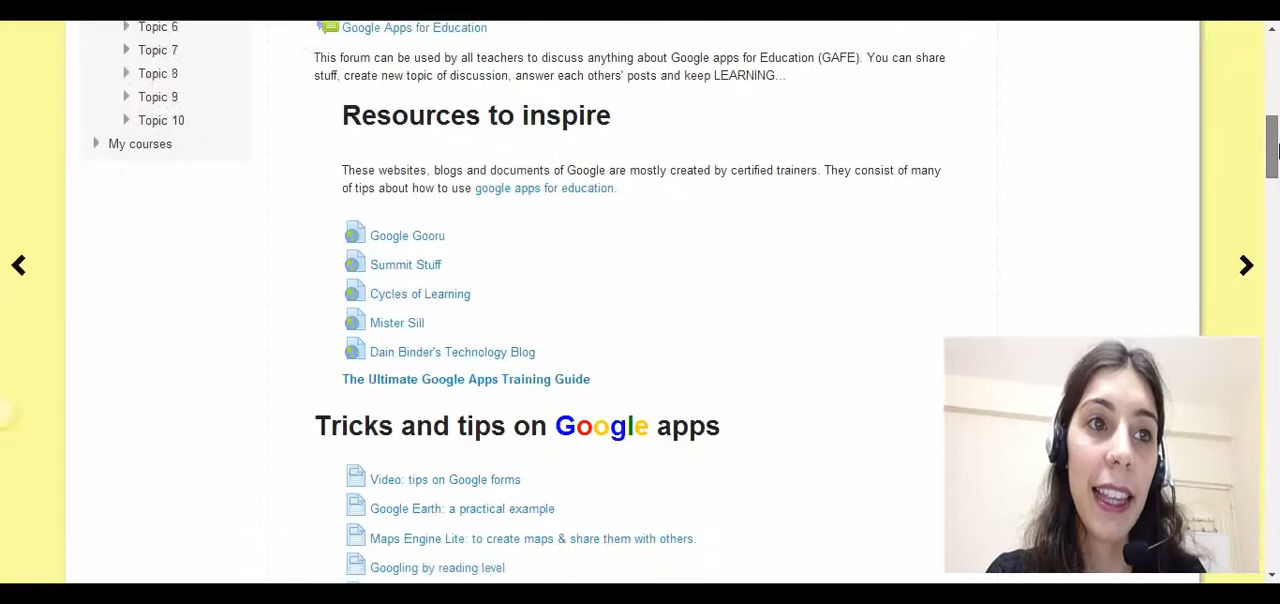 Topic 6
Topic 7
Topic 8
Topic 9
Topic 10
My courses
Google Apps for Education
This forum can be used by all teachers to discuss anything about Google apps for Education (GAFE). You can share
stuff, create new topic of discussion, answer each others' posts and keep LEARNING...
Resources to inspire
These websites, blogs and documents of Google are mostly created by certified trainers. They consist of many
of tips about how to use google apps for education.
Google Gooru
Summit Stuff
Cycles of Learning
Mister Sill
Dain Binder's Technology Blog
The Ultimate Google Apps Training Guide
Tricks and tips on Google apps
Video: tips on Google forms
Google Earth: a practical example
Maps Engine Lite: to create maps & share them with others.
Googling by reading level